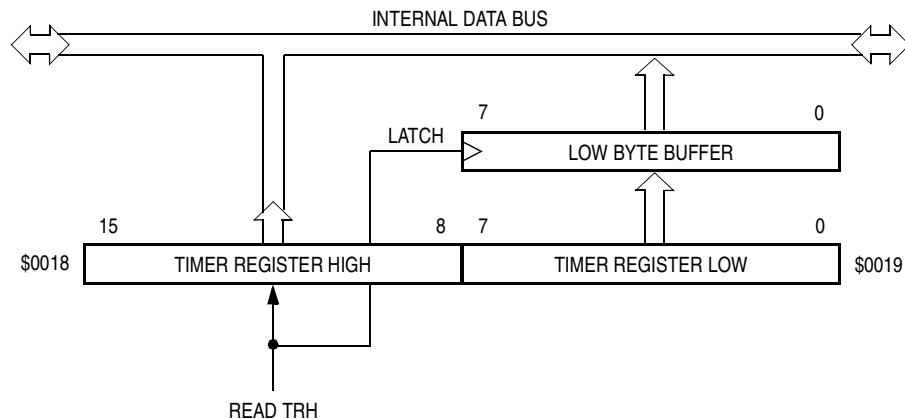 INTERNAL DATA BUS
7 0
LATCH
LOW BYTE BUFFER
15 8 7 0
$0018 TIMER REGISTER HIGH TIMER REGISTER LOW $0019
READ TRH